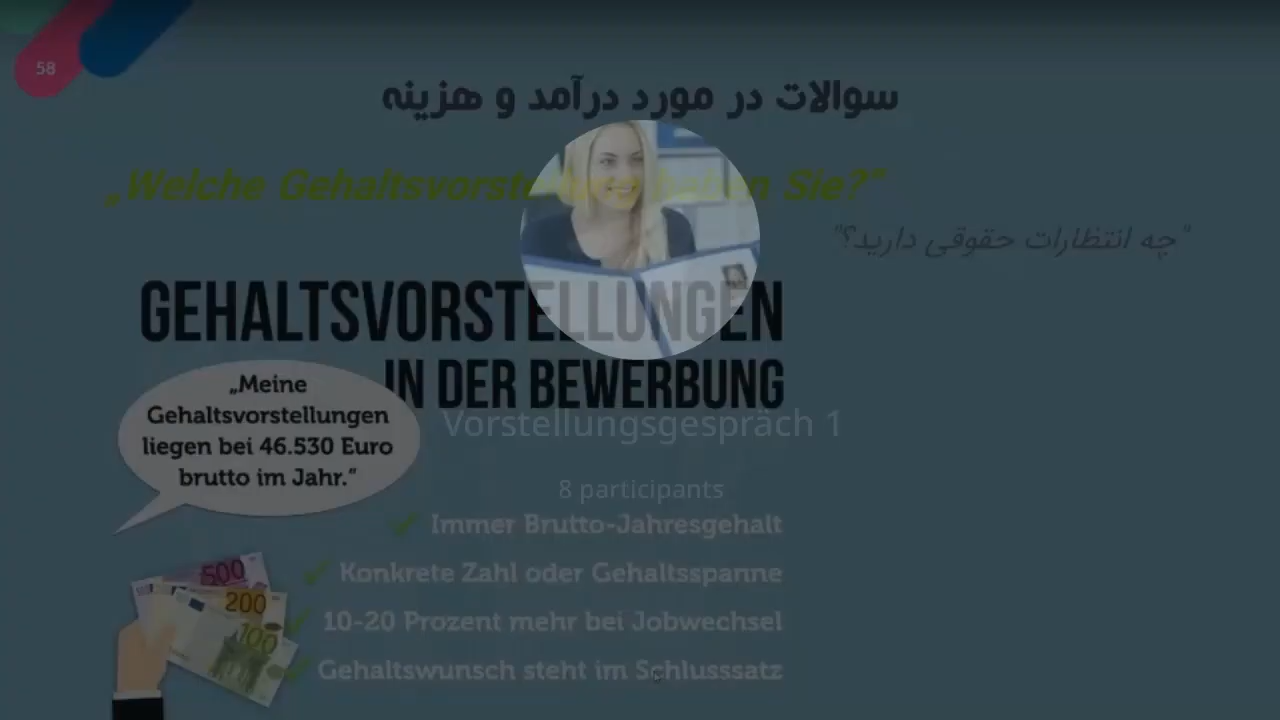 58
سوالات در مورد درآمد و هزینه
„Welche Gehaltsvorstellung haben Sie?”
"چه انتظارات حقوقی دارید؟"
GEHALTSVORSTELLUNGEN
IN DER BEWERBUNG
„Meine
Gehaltsvorstellungen
liegen bei 46.530 Euro
brutto im Jahr.”
Vorstellungsgespräch 1
8 participants
Immer Brutto-Jahresgehalt
Konkrete Zahl oder Gehaltsspanne
10-20 Prozent mehr bei Jobwechsel
Gehaltswunsch steht im Schlusssatz
500
200
100